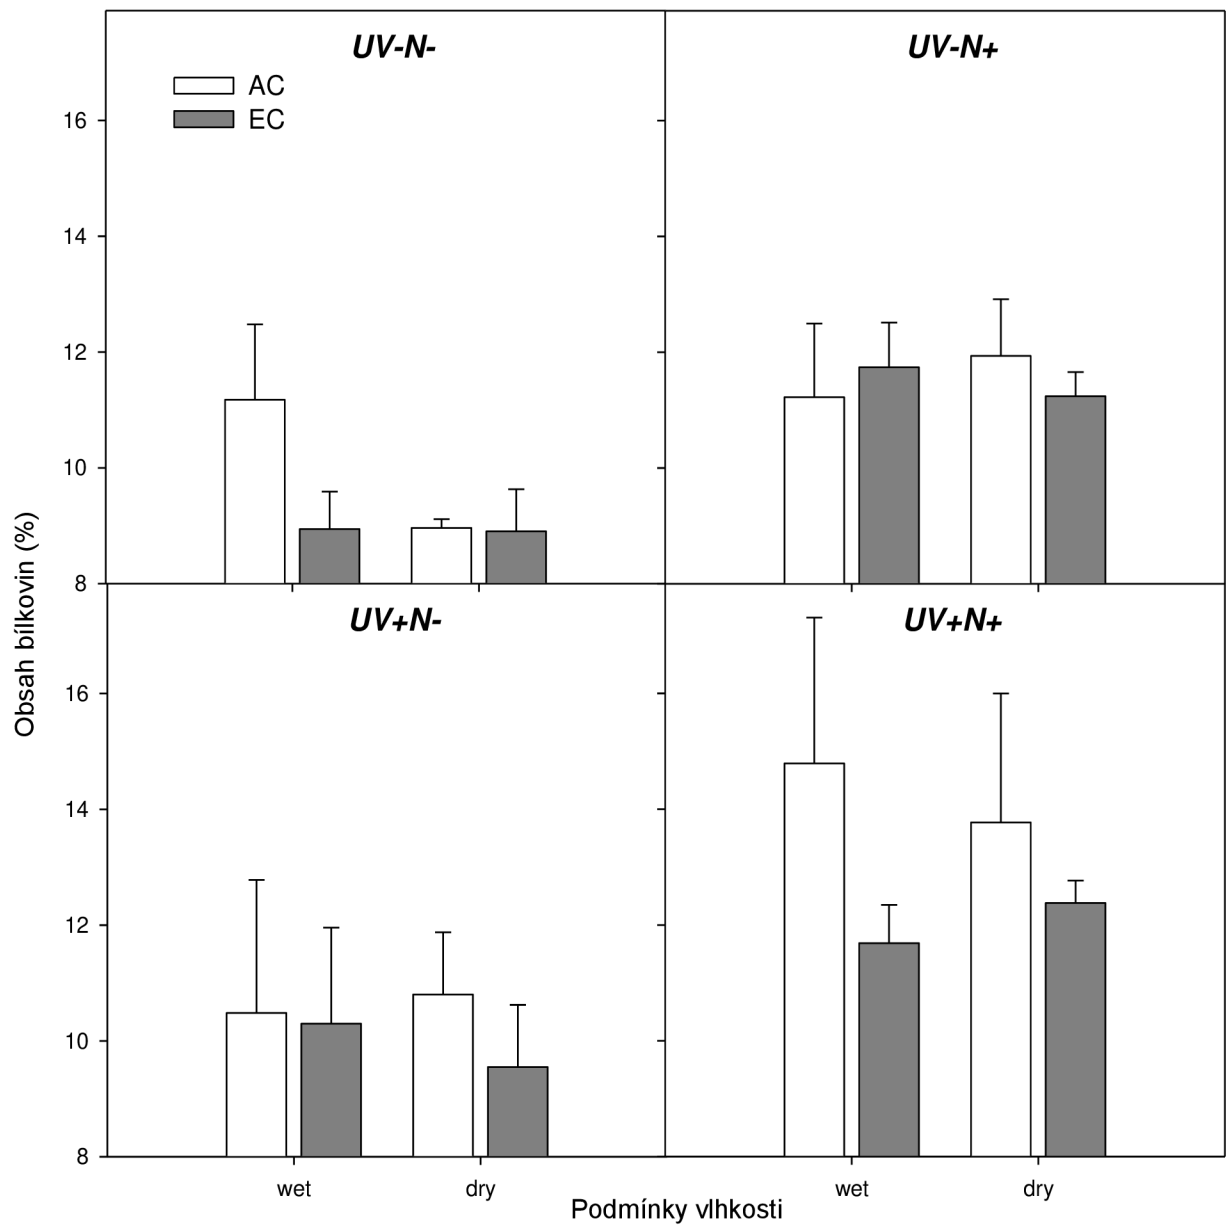 UV-N-
UV-N+
AC
EC
16
14
12
10
8
UV+N-
UV+N+
16
14
12
10
8
Obsah bílkovin (%)
wet
dry
wet
dry
Podmínky vlhkosti